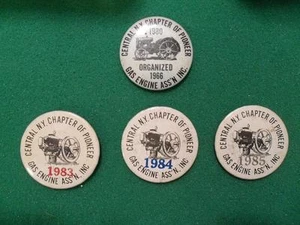 CENTRAL N.Y. CHAPTER OF PIONEER
1980
ORGANIZED
1966
GAS ENGINE ASS'N, INC
CENTRAL N.Y. CHAPTER OF PIONEER
1983
GAS ENGINE ASS'N, INC
CENTRAL N.Y. CHAPTER OF PIONEER
1984
GAS ENGINE ASS'N, INC
CENTRAL N.Y. CHAPTER OF PIONEER
1985
GAS ENGINE ASS'N, INC